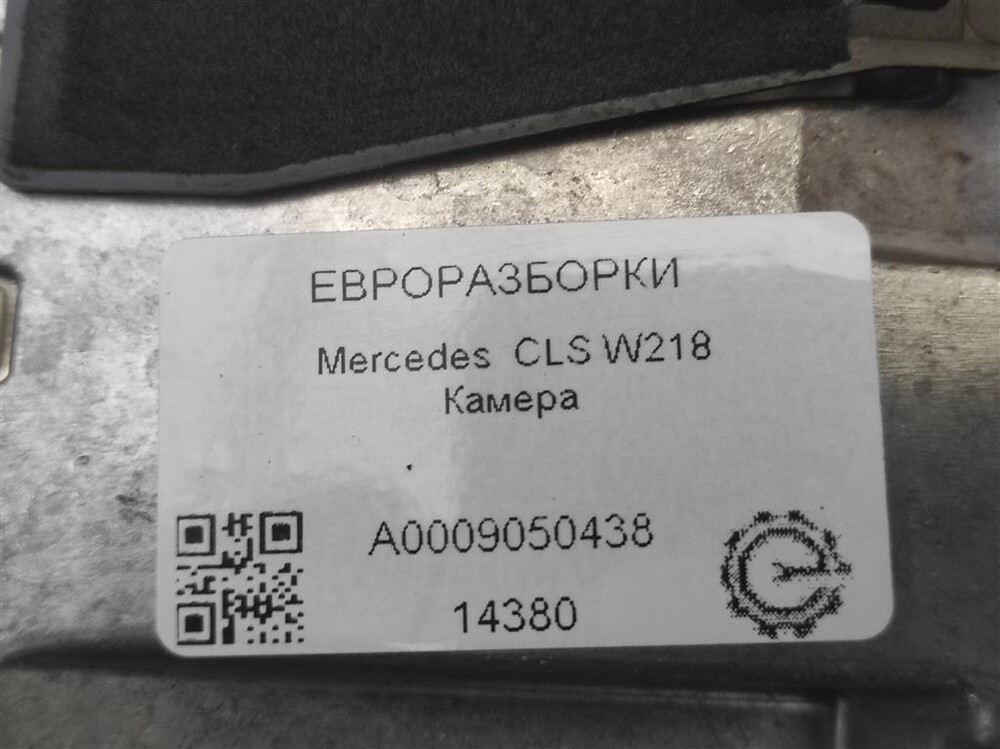 ЕВРОРАЗБОРКИ
Mercedes CLS W218
Камера
A0009050438
14380